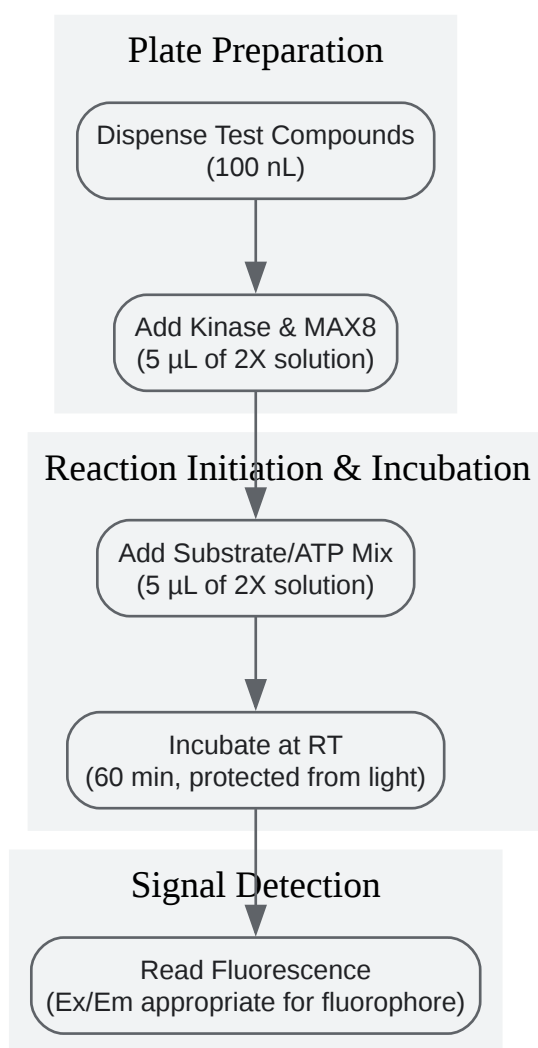 Plate Preparation
Dispense Test Compounds
(100 nL)
Add Kinase & MAX8
(5 µL of 2X solution)
Reaction Initiation & Incubation
Add Substrate/ATP Mix
(5 µL of 2X solution)
Incubate at RT
(60 min, protected from light)
Signal Detection
Read Fluorescence
(Ex/Em appropriate for fluorophore)